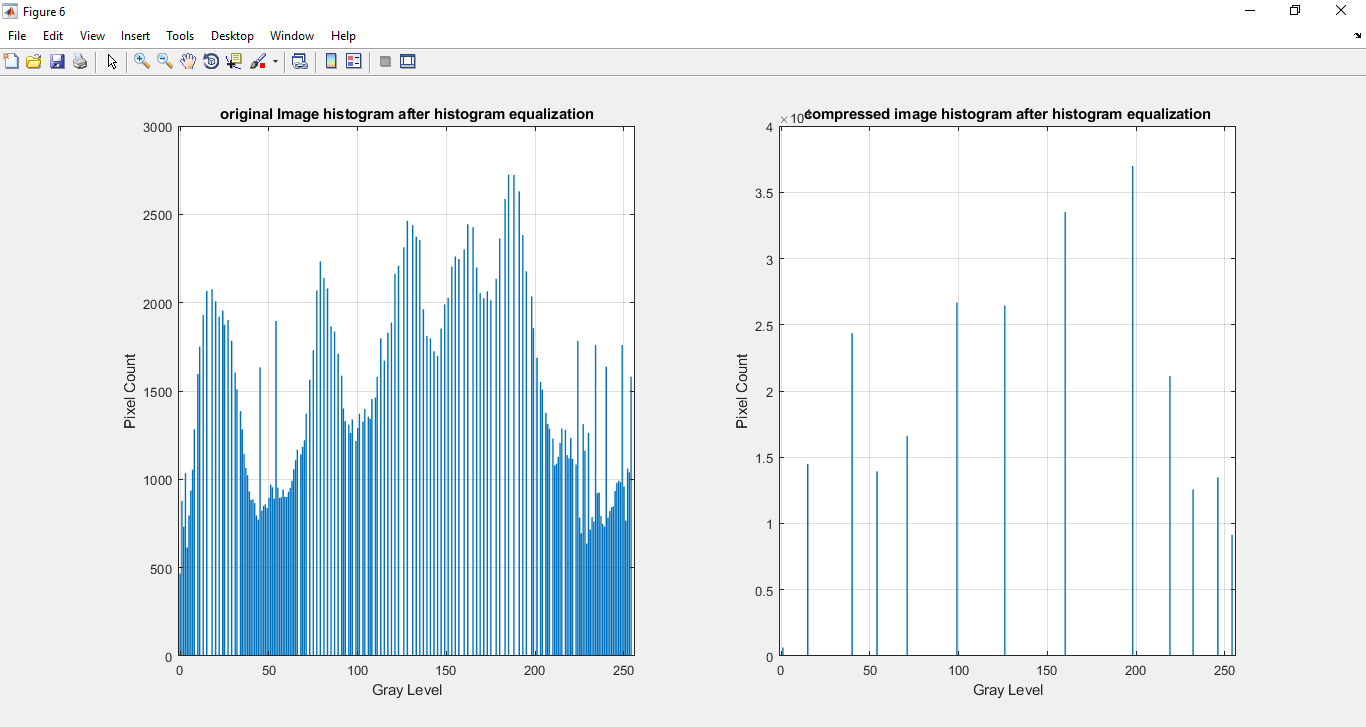 Figure 6
File Edit View Insert Tools Desktop Window Help
original Image histogram after histogram equalization
3000
2500
2000
1500
1000
500
0
Pixel Count
0 50 100 150 200 250
Gray Level
×10⁴
compressed image histogram after histogram equalization
4
3.5
3
2.5
2
1.5
1
0.5
0
Pixel Count
0 50 100 150 200 250
Gray Level